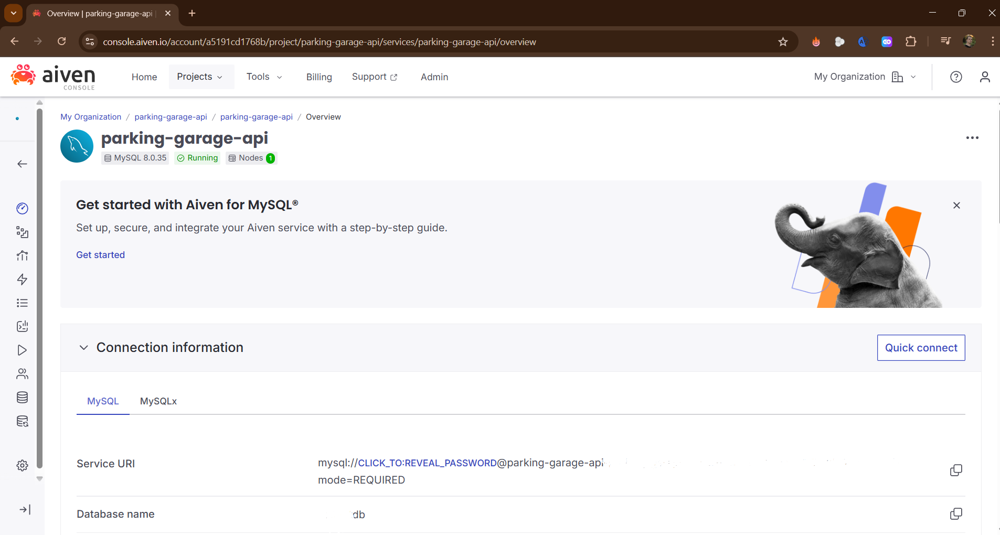 Overview | parking-garage-api |
console.aiven.io/account/a5191cd1768b/project/parking-garage-api/services/parking-garage-api/overview
aiven
CONSOLE
Home
Projects
Tools
Billing
Support
Admin
My Organization
My Organization / parking-garage-api / parking-garage-api / Overview
parking-garage-api
MySQL 8.0.35
Running
Nodes 1
Get started with Aiven for MySQL®
Set up, secure, and integrate your Aiven service with a step-by-step guide.
Get started
Connection information
Quick connect
MySQL
MySQLx
Service URI
mysql://CLICK_TO:REVEAL_PASSWORD@parking-garage-api
mode=REQUIRED
Database name
db